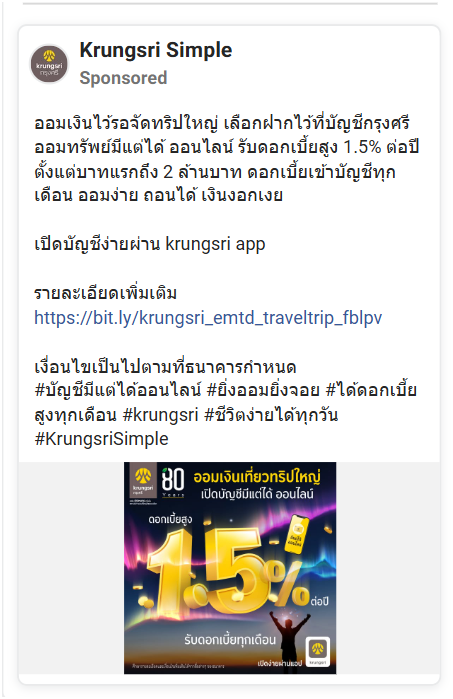 Krungsri Simple
Sponsored
ออมเงินไว้รอจัดทริปใหญ่ เลือกฝากไว้ที่บัญชีกรุงศรี
ออมทรัพย์มีแต่ได้ ออนไลน์ รับดอกเบี้ยสูง 1.5% ต่อปี
ตั้งแต่บาทแรกถึง 2 ล้านบาท ดอกเบี้ยเข้าบัญชีทุก
เดือน ออมง่าย ถอนได้ เงินงอกเงย
เปิดบัญชีง่ายผ่าน krungsri app
รายละเอียดเพิ่มเติม
https://bit.ly/krungsri_emtd_traveltrip_fblpv
เงื่อนไขเป็นไปตามที่ธนาคารกำหนด
#บัญชีมีแต่ได้ออนไลน์ #ยิ่งออมยิ่งจอย #ได้ดอกเบี้ย
สูงทุกเดือน #krungsri #ชีวิตง่ายได้ทุกวัน
#KrungsriSimple
krungsri
กรุงศรี
80
Years
ออมเงินเที่ยวทริปใหญ่
เปิดบัญชีมีแต่ได้ ออนไลน์
ดอกเบี้ยสูง
1.5%
ต่อปี
รับดอกเบี้ยทุกเดือน
เปิดง่ายผ่านแอป
krungsri